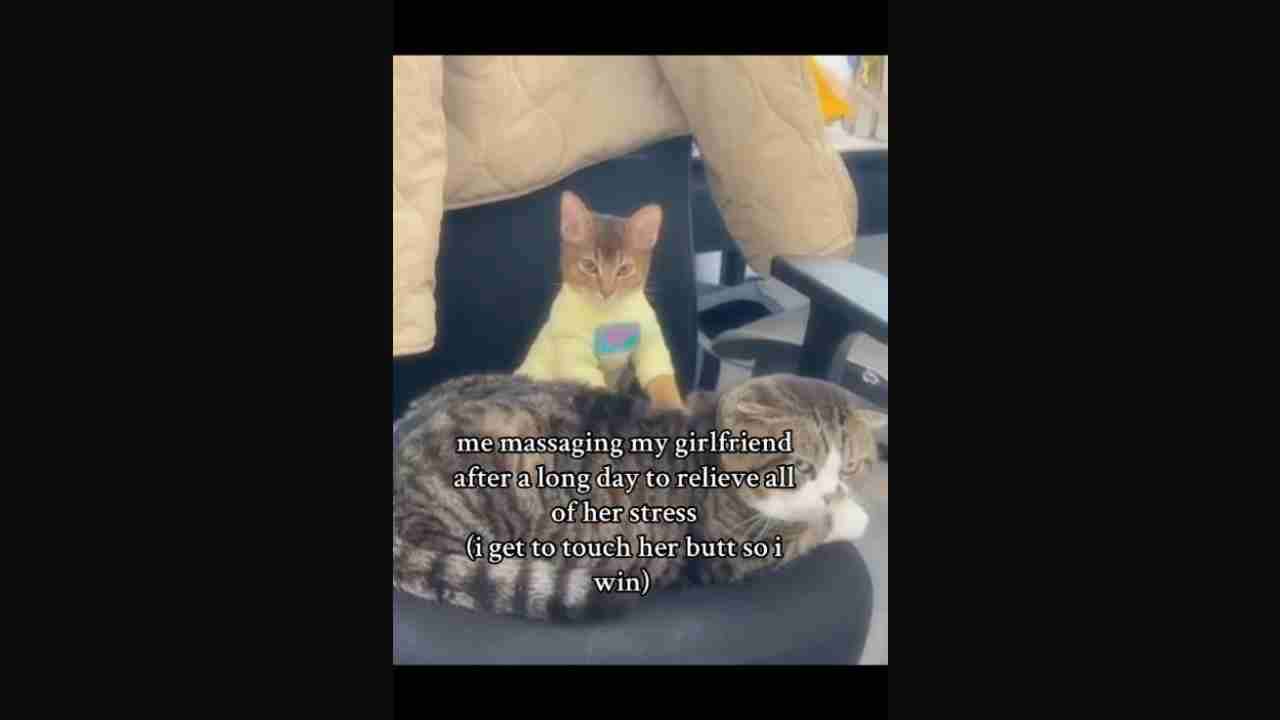 me massaging my girlfriend
after a long day to relieve all
of her stress
(i get to touch her butt so i
win)